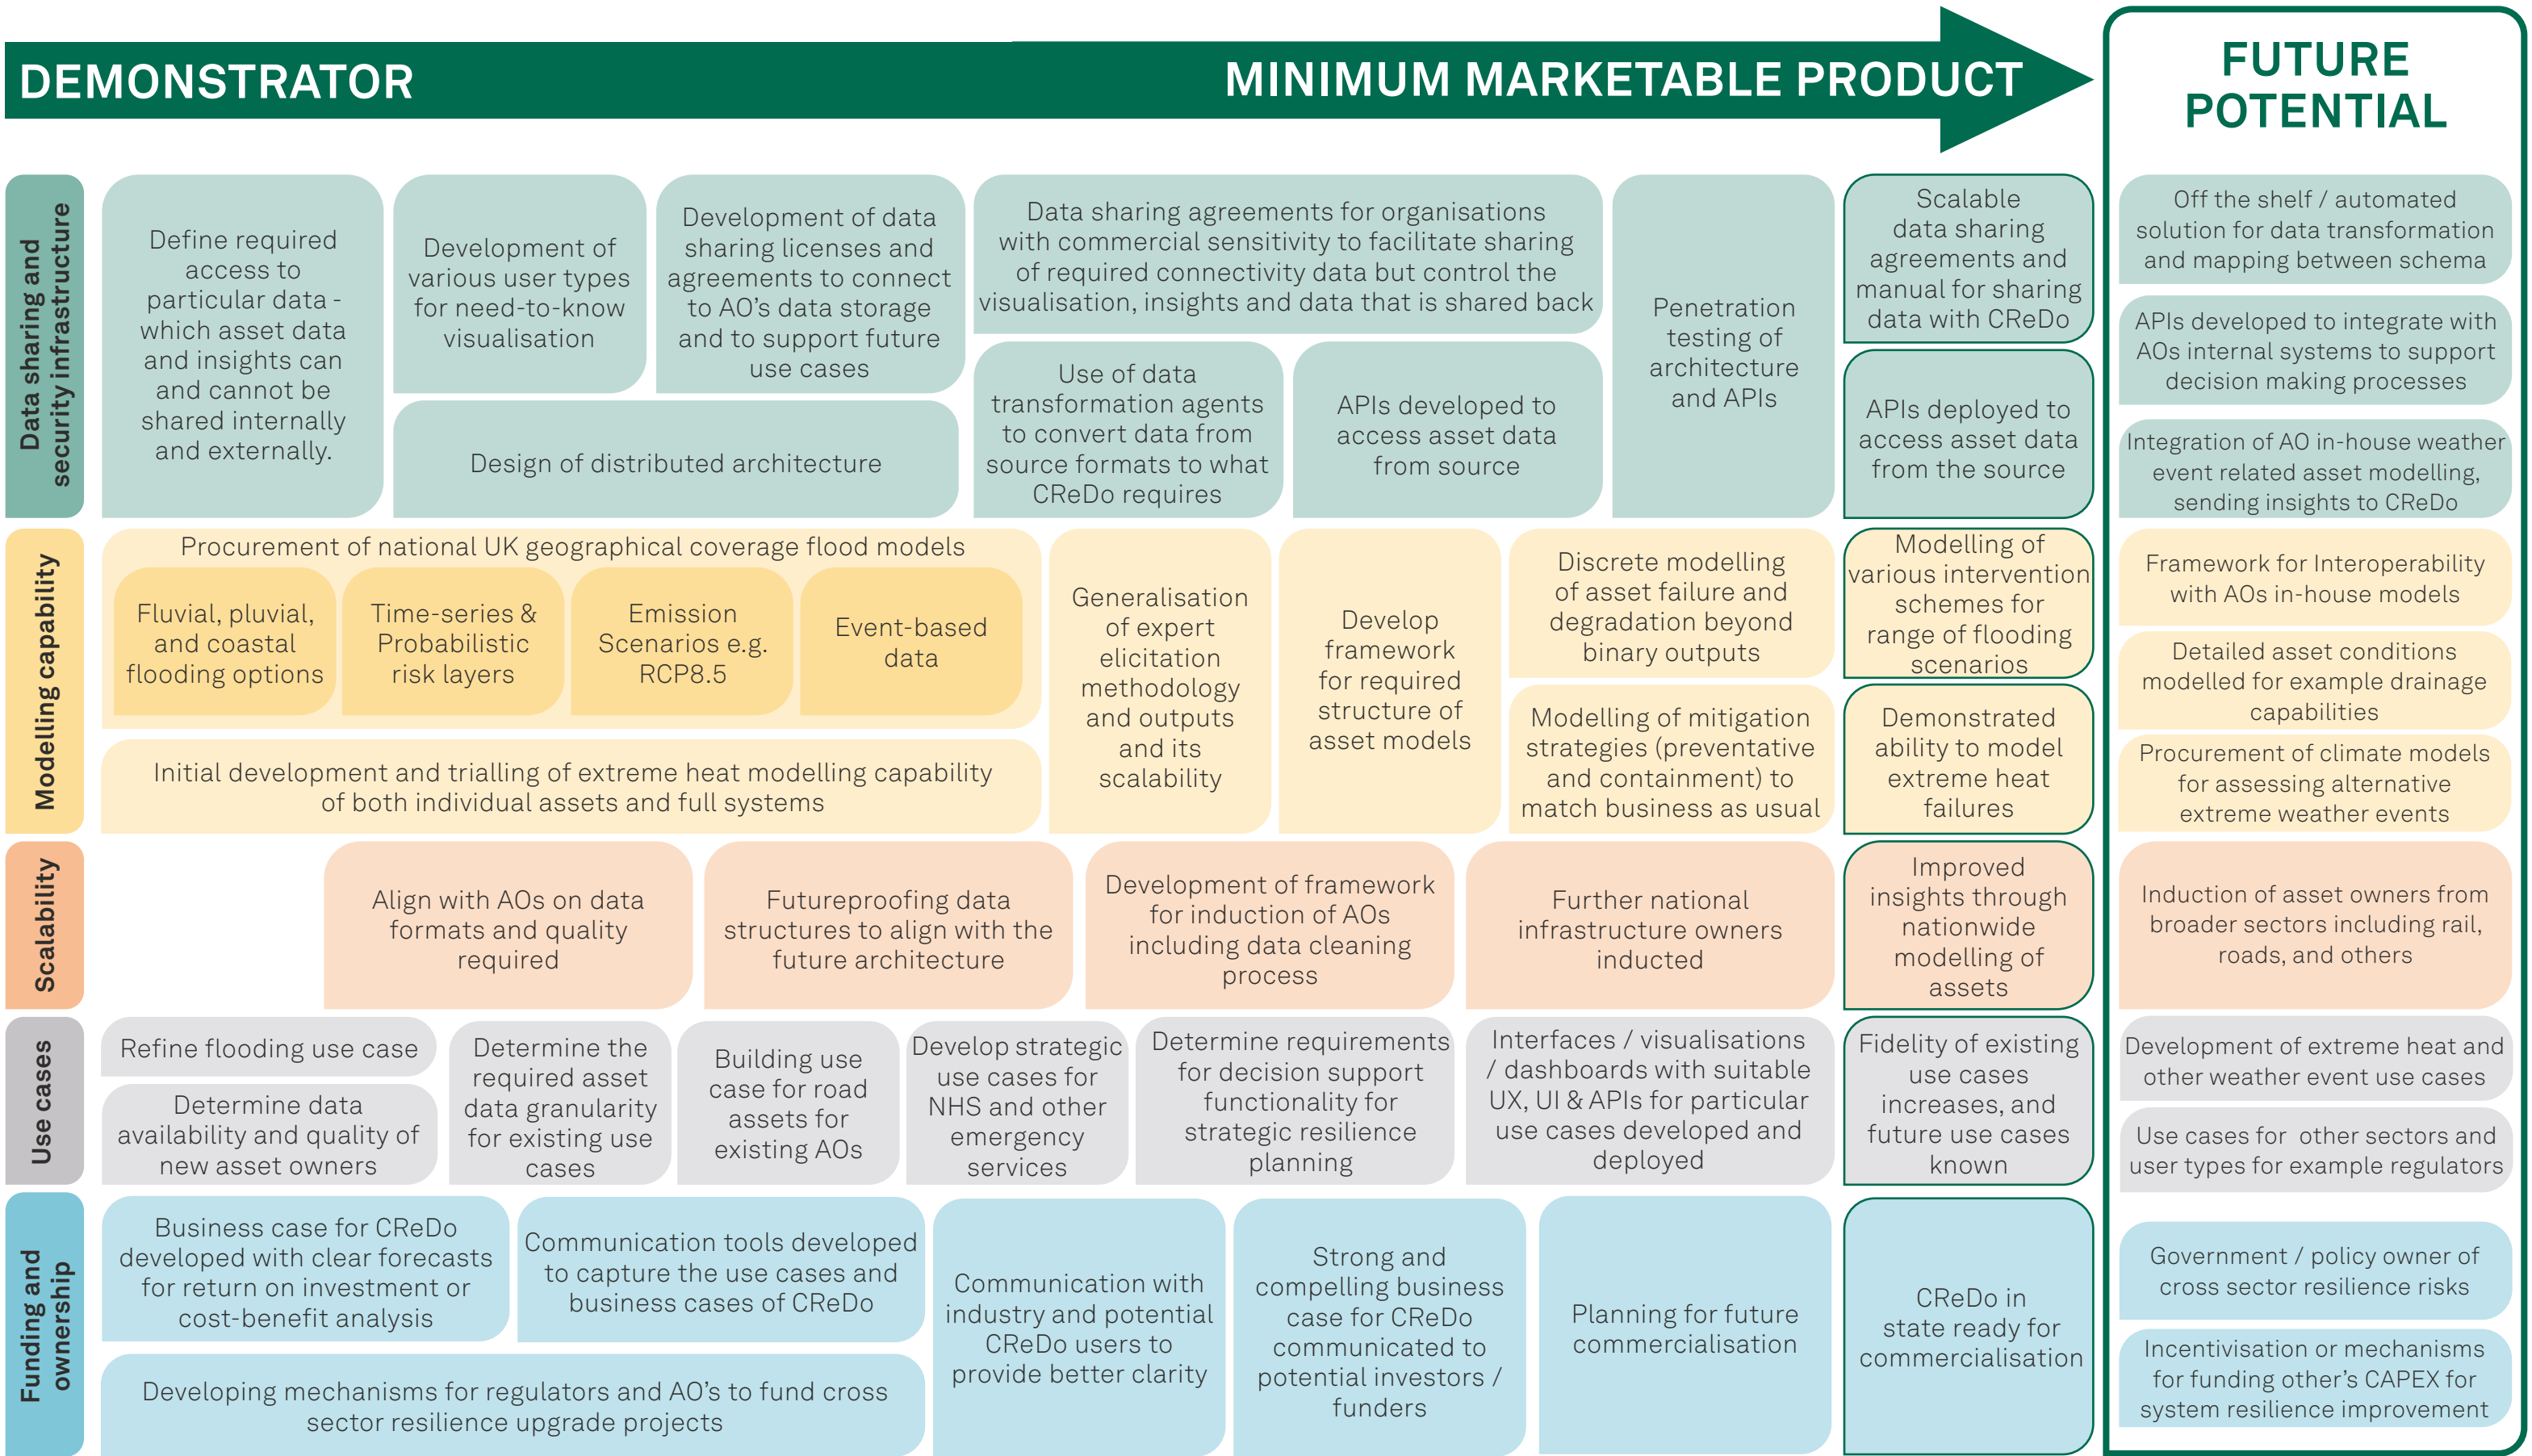 DEMONSTRATOR
MINIMUM MARKETABLE PRODUCT
FUTURE
POTENTIAL
Data sharing and
security infrastructure
Define required
access to
particular data -
which asset data
and insights can
and cannot be
shared internally
and externally.
Development of
various user types
for need-to-know
visualisation
Development of data
sharing licenses and
agreements to connect
to AO's data storage
and to support future
use cases
Design of distributed architecture
Data sharing agreements for organisations
with commercial sensitivity to facilitate sharing
of required connectivity data but control the
visualisation, insights and data that is shared back
Use of data
transformation agents
to convert data from
source formats to what
CReDo requires
APIs developed to
access asset data
from source
Penetration
testing of
architecture
and APIs
Scalable
data sharing
agreements and
manual for sharing
data with CReDo
APIs deployed to
access asset data
from the source
Off the shelf / automated
solution for data transformation
and mapping between schema
APIs developed to integrate with
AOs internal systems to support
decision making processes
Integration of AO in-house weather
event related asset modelling,
sending insights to CReDo
Modelling capability
Procurement of national UK geographical coverage flood models
Fluvial, pluvial,
and coastal
flooding options
Time-series &
Probabilistic
risk layers
Emission
Scenarios e.g.
RCP8.5
Event-based
data
Initial development and trialling of extreme heat modelling capability
of both individual assets and full systems
Generalisation
of expert
elicitation
methodology
and outputs
and its
scalability
Develop
framework
for required
structure of
asset models
Discrete modelling
of asset failure and
degradation beyond
binary outputs
Modelling of mitigation
strategies (preventative
and containment) to
match business as usual
Modelling of
various intervention
schemes for
range of flooding
scenarios
Demonstrated
ability to model
extreme heat
failures
Framework for Interoperability
with AOs in-house models
Detailed asset conditions
modelled for example drainage
capabilities
Procurement of climate models
for assessing alternative
extreme weather events
Scalability
Align with AOs on data
formats and quality
required
Futureproofing data
structures to align with the
future architecture
Development of framework
for induction of AOs
including data cleaning
process
Further national
infrastructure owners
inducted
Improved
insights through
nationwide
modelling of
assets
Induction of asset owners from
broader sectors including rail,
roads, and others
Use cases
Refine flooding use case
Determine data
availability and quality of
new asset owners
Determine the
required asset
data granularity
for existing use
cases
Building use
case for road
assets for
existing AOs
Develop strategic
use cases for
NHS and other
emergency
services
Determine requirements
for decision support
functionality for
strategic resilience
planning
Interfaces / visualisations
/ dashboards with suitable
UX, UI & APIs for particular
use cases developed and
deployed
Fidelity of existing
use cases
increases, and
future use cases
known
Development of extreme heat and
other weather event use cases
Use cases for other sectors and
user types for example regulators
Funding and
ownership
Business case for CReDo
developed with clear forecasts
for return on investment or
cost-benefit analysis
Communication tools developed
to capture the use cases and
business cases of CReDo
Developing mechanisms for regulators and AO's to fund cross
sector resilience upgrade projects
Communication with
industry and potential
CReDo users to
provide better clarity
Strong and
compelling business
case for CReDo
communicated to
potential investors /
funders
Planning for future
commercialisation
CReDo in
state ready for
commercialisation
Government / policy owner of
cross sector resilience risks
Incentivisation or mechanisms
for funding other's CAPEX for
system resilience improvement